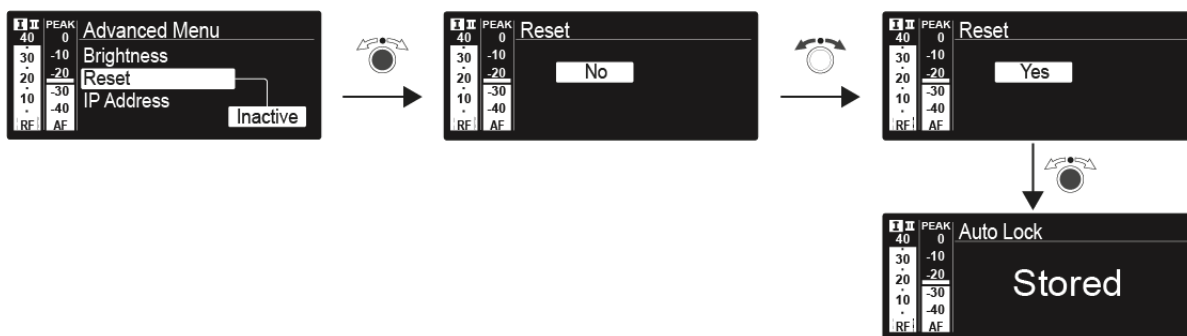 I II PEAK Advanced Menu
40 0
30 -10 Brightness
20 -20 Reset
10 -30 IP Address
-40 Inactive
RF AF
I II PEAK Reset
40 0
30 -10
20 -20 No
10 -30
-40
RF AF
I II PEAK Reset
40 0
30 -10
20 -20 Yes
10 -30
-40
RF AF
I II PEAK Auto Lock
40 0
30 -10
20 -20 Stored
10 -30
-40
RF AF